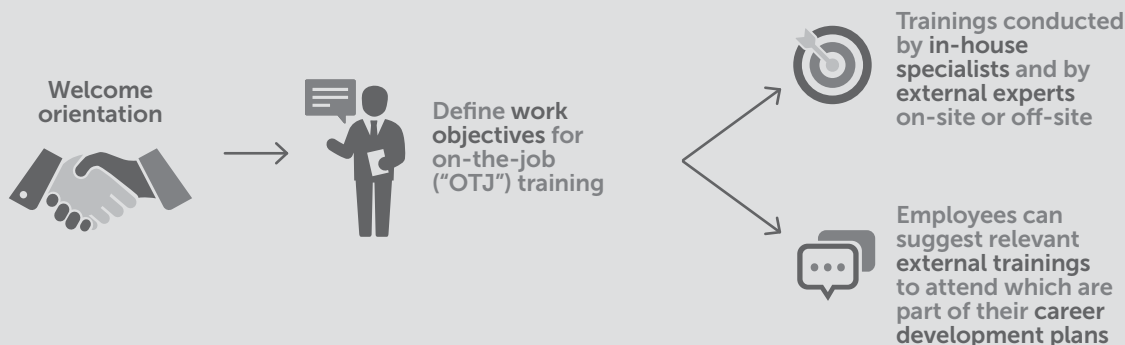 Welcome
orientation
Define work
objectives for
on-the-job
(“OTJ”) training
Trainings conducted
by in-house
specialists and by
external experts
on-site or off-site
Employees can
suggest relevant
external trainings
to attend which are
part of their career
development plans